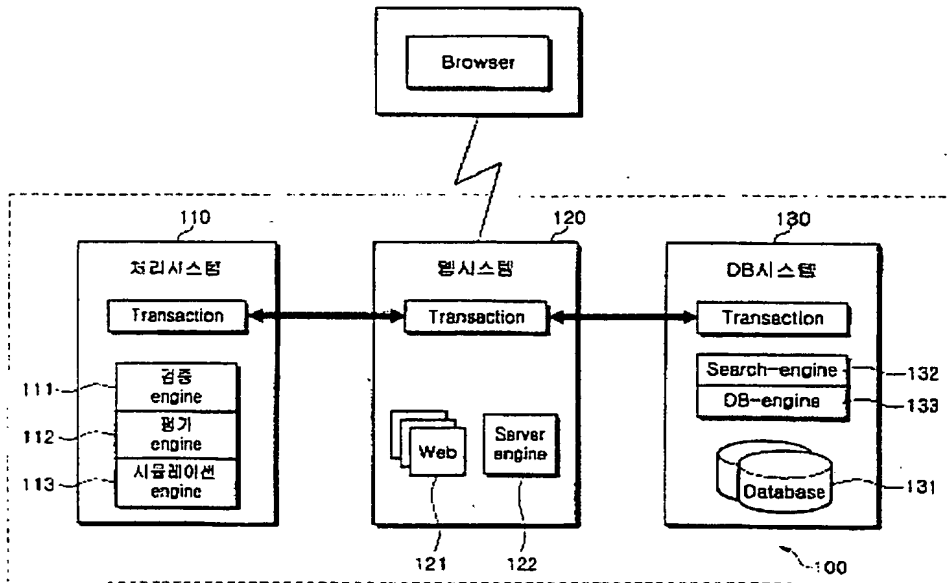 Browser
110
120
130
처리시스템
웹시스템
DB시스템
Transaction
Transaction
Transaction
111
검증
engine
112
평가
engine
113
시뮬레이션
engine
Web
Server
engine
121
122
Search-engine
132
DB-engine
133
Database
131
100